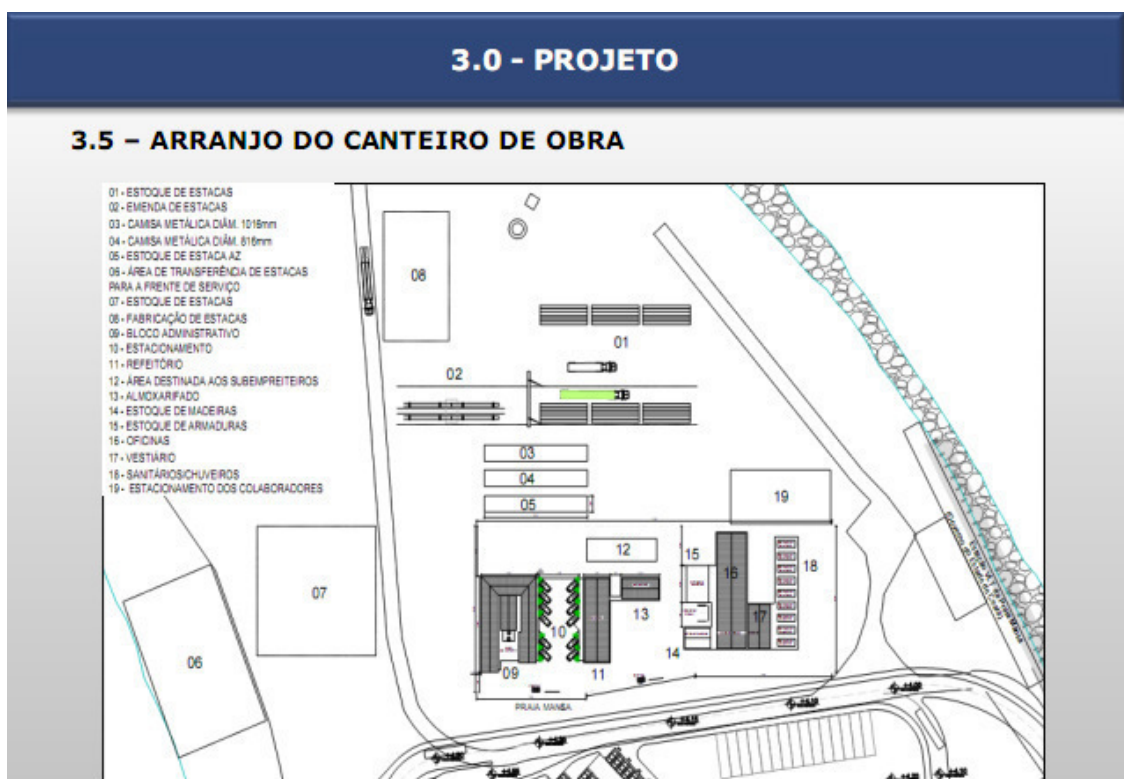 3.0 - PROJETO
3.5 – ARRANJO DO CANTEIRO DE OBRA
01 - ESTOQUE DE ESTACAS
02 - EMENDA DE ESTACAS
03 - CAMISA METÁLICA DIÂM. 1016mm
04 - CAMISA METÁLICA DIÂM. 816mm
05 - ESTOQUE DE ESTACA AZ
06 - ÁREA DE TRANSFERÊNCIA DE ESTACAS
PARA A FRENTE DE SERVIÇO
07 - ESTOQUE DE ESTACAS
08 - FABRICAÇÃO DE ESTACAS
09 - BLOCO ADMINISTRATIVO
10 - ESTACIONAMENTO
11 - REFEITÓRIO
12 - ÁREA DESTINADA AOS SUBEMPREITEIROS
13 - ALMOXARIFADO
14 - ESTOQUE DE MADEIRAS
15 - ESTOQUE DE ARMADURAS
16 - OFICINAS
17 - VESTIÁRIO
18 - SANITÁRIOS/CHUVEIROS
19 - ESTACIONAMENTO DOS COLABORADORES
08
01
02
03
04
05
19
12
15
16
18
07
13
17
10
14
06
09
11
PRAIA MANSA